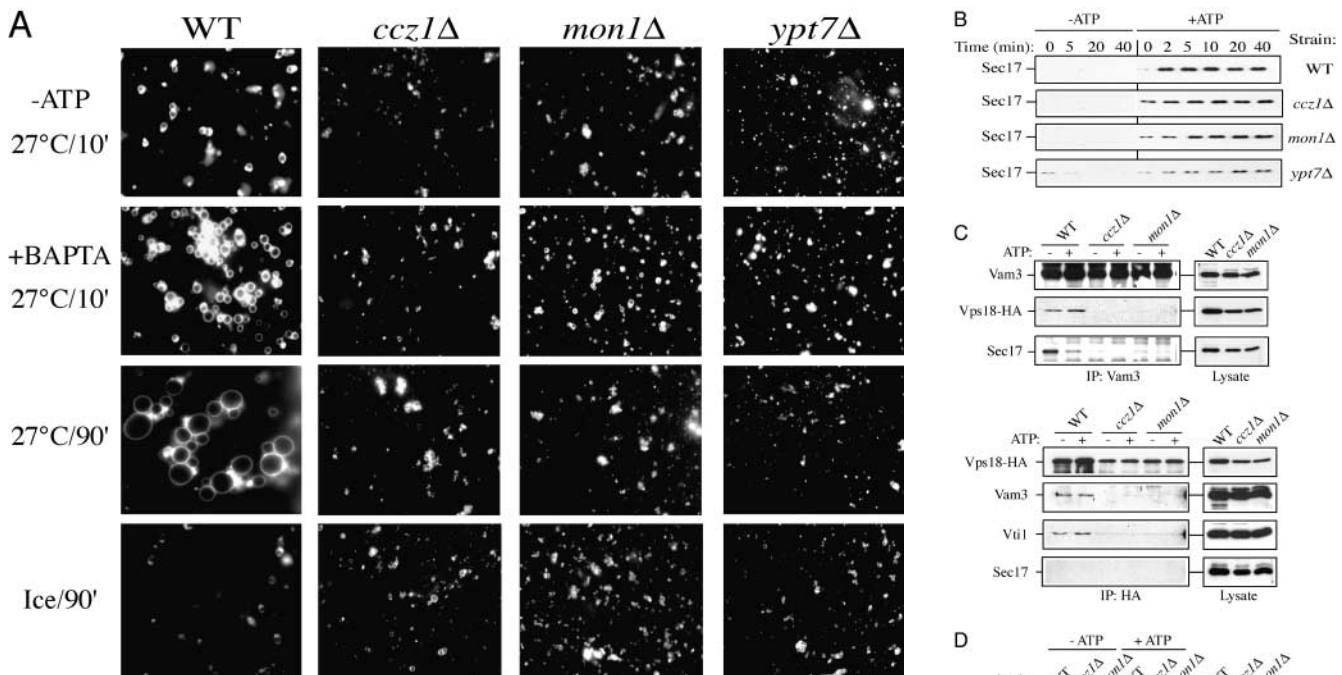 A
WT ccz1Δ mon1Δ ypt7Δ
-ATP
27°C/10'
+BAPTA
27°C/10'
27°C/90'
Ice/90'
B
-ATP +ATP
Time (min): 0 5 20 40 0 2 5 10 20 40 Strain:
Sec17 WT
Sec17 ccz1Δ
Sec17 mon1Δ
Sec17 ypt7Δ
C
WT ccz1Δ mon1Δ
ATP: - + - + - + WT ccz1Δ mon1Δ
Vam3
Vps18-HA
Sec17
IP: Vam3 Lysate
WT ccz1Δ mon1Δ
ATP: - + - + - + WT ccz1Δ mon1Δ
Vps18-HA
Vam3
Vti1
Sec17
IP: HA Lysate
D
- ATP + ATP